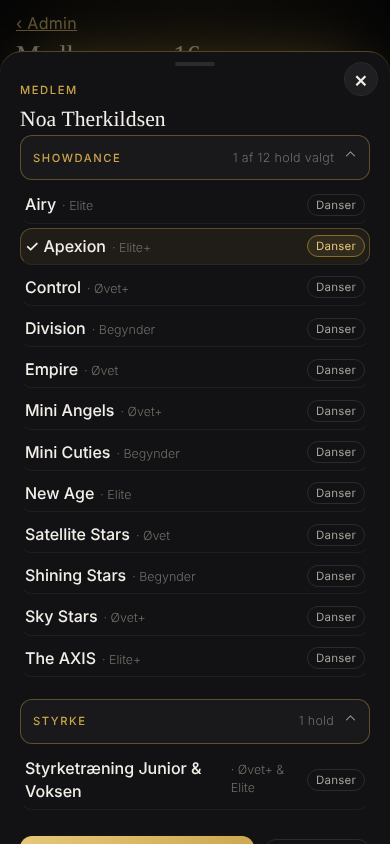 ‹ Admin
MEDLEM
Noa Therkildsen
SHOWDANCE 1 af 12 hold valgt
Airy · Elite Danser
✓ Apexion · Elite+ Danser
Control · Øvet+ Danser
Division · Begynder Danser
Empire · Øvet Danser
Mini Angels · Øvet+ Danser
Mini Cuties · Begynder Danser
New Age · Elite Danser
Satellite Stars · Øvet Danser
Shining Stars · Begynder Danser
Sky Stars · Øvet+ Danser
The AXIS · Elite+ Danser
STYRKE 1 hold
Styrketræning Junior & Voksen · Øvet+ & Elite Danser